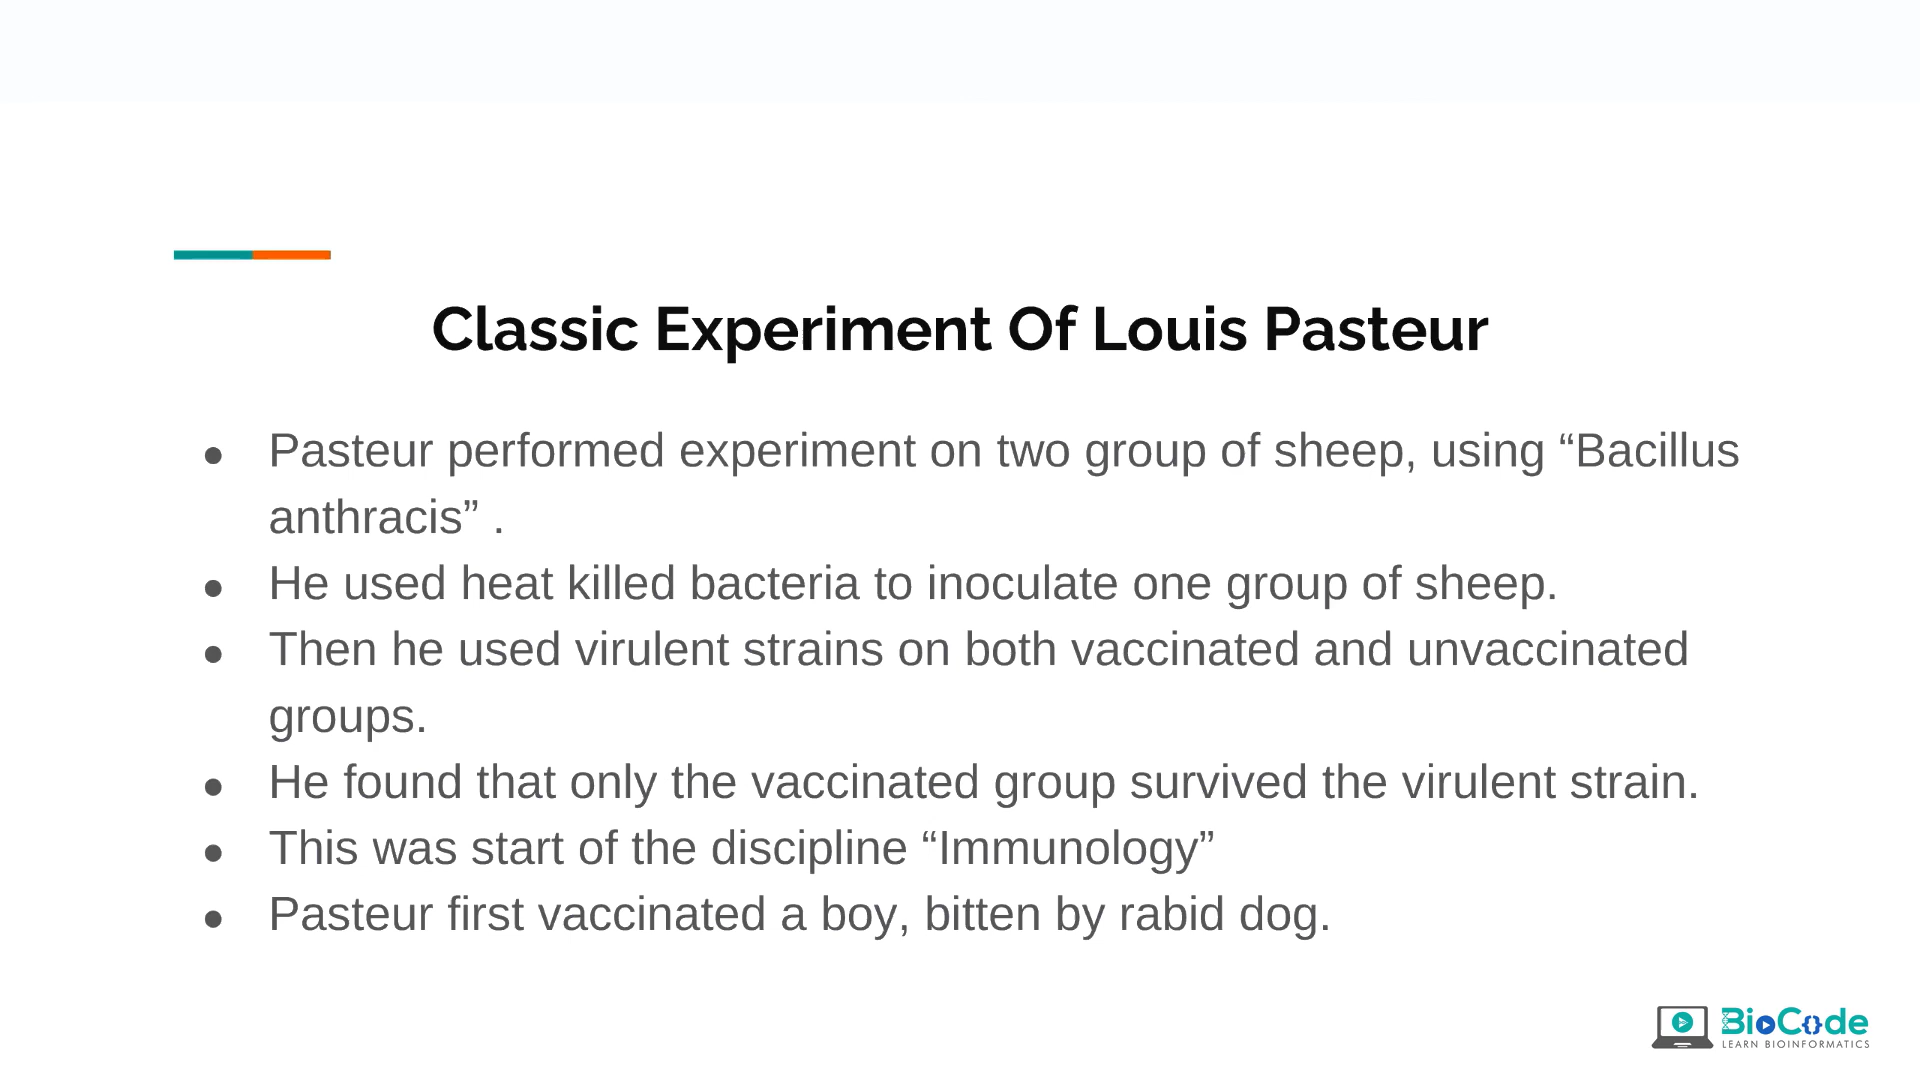 Classic Experiment Of Louis Pasteur
● Pasteur performed experiment on two group of sheep, using “Bacillus
anthracis” .
● He used heat killed bacteria to inoculate one group of sheep.
● Then he used virulent strains on both vaccinated and unvaccinated
groups.
● He found that only the vaccinated group survived the virulent strain.
● This was start of the discipline “Immunology”
● Pasteur first vaccinated a boy, bitten by rabid dog.
BioCode
LEARN BIOINFORMATICS